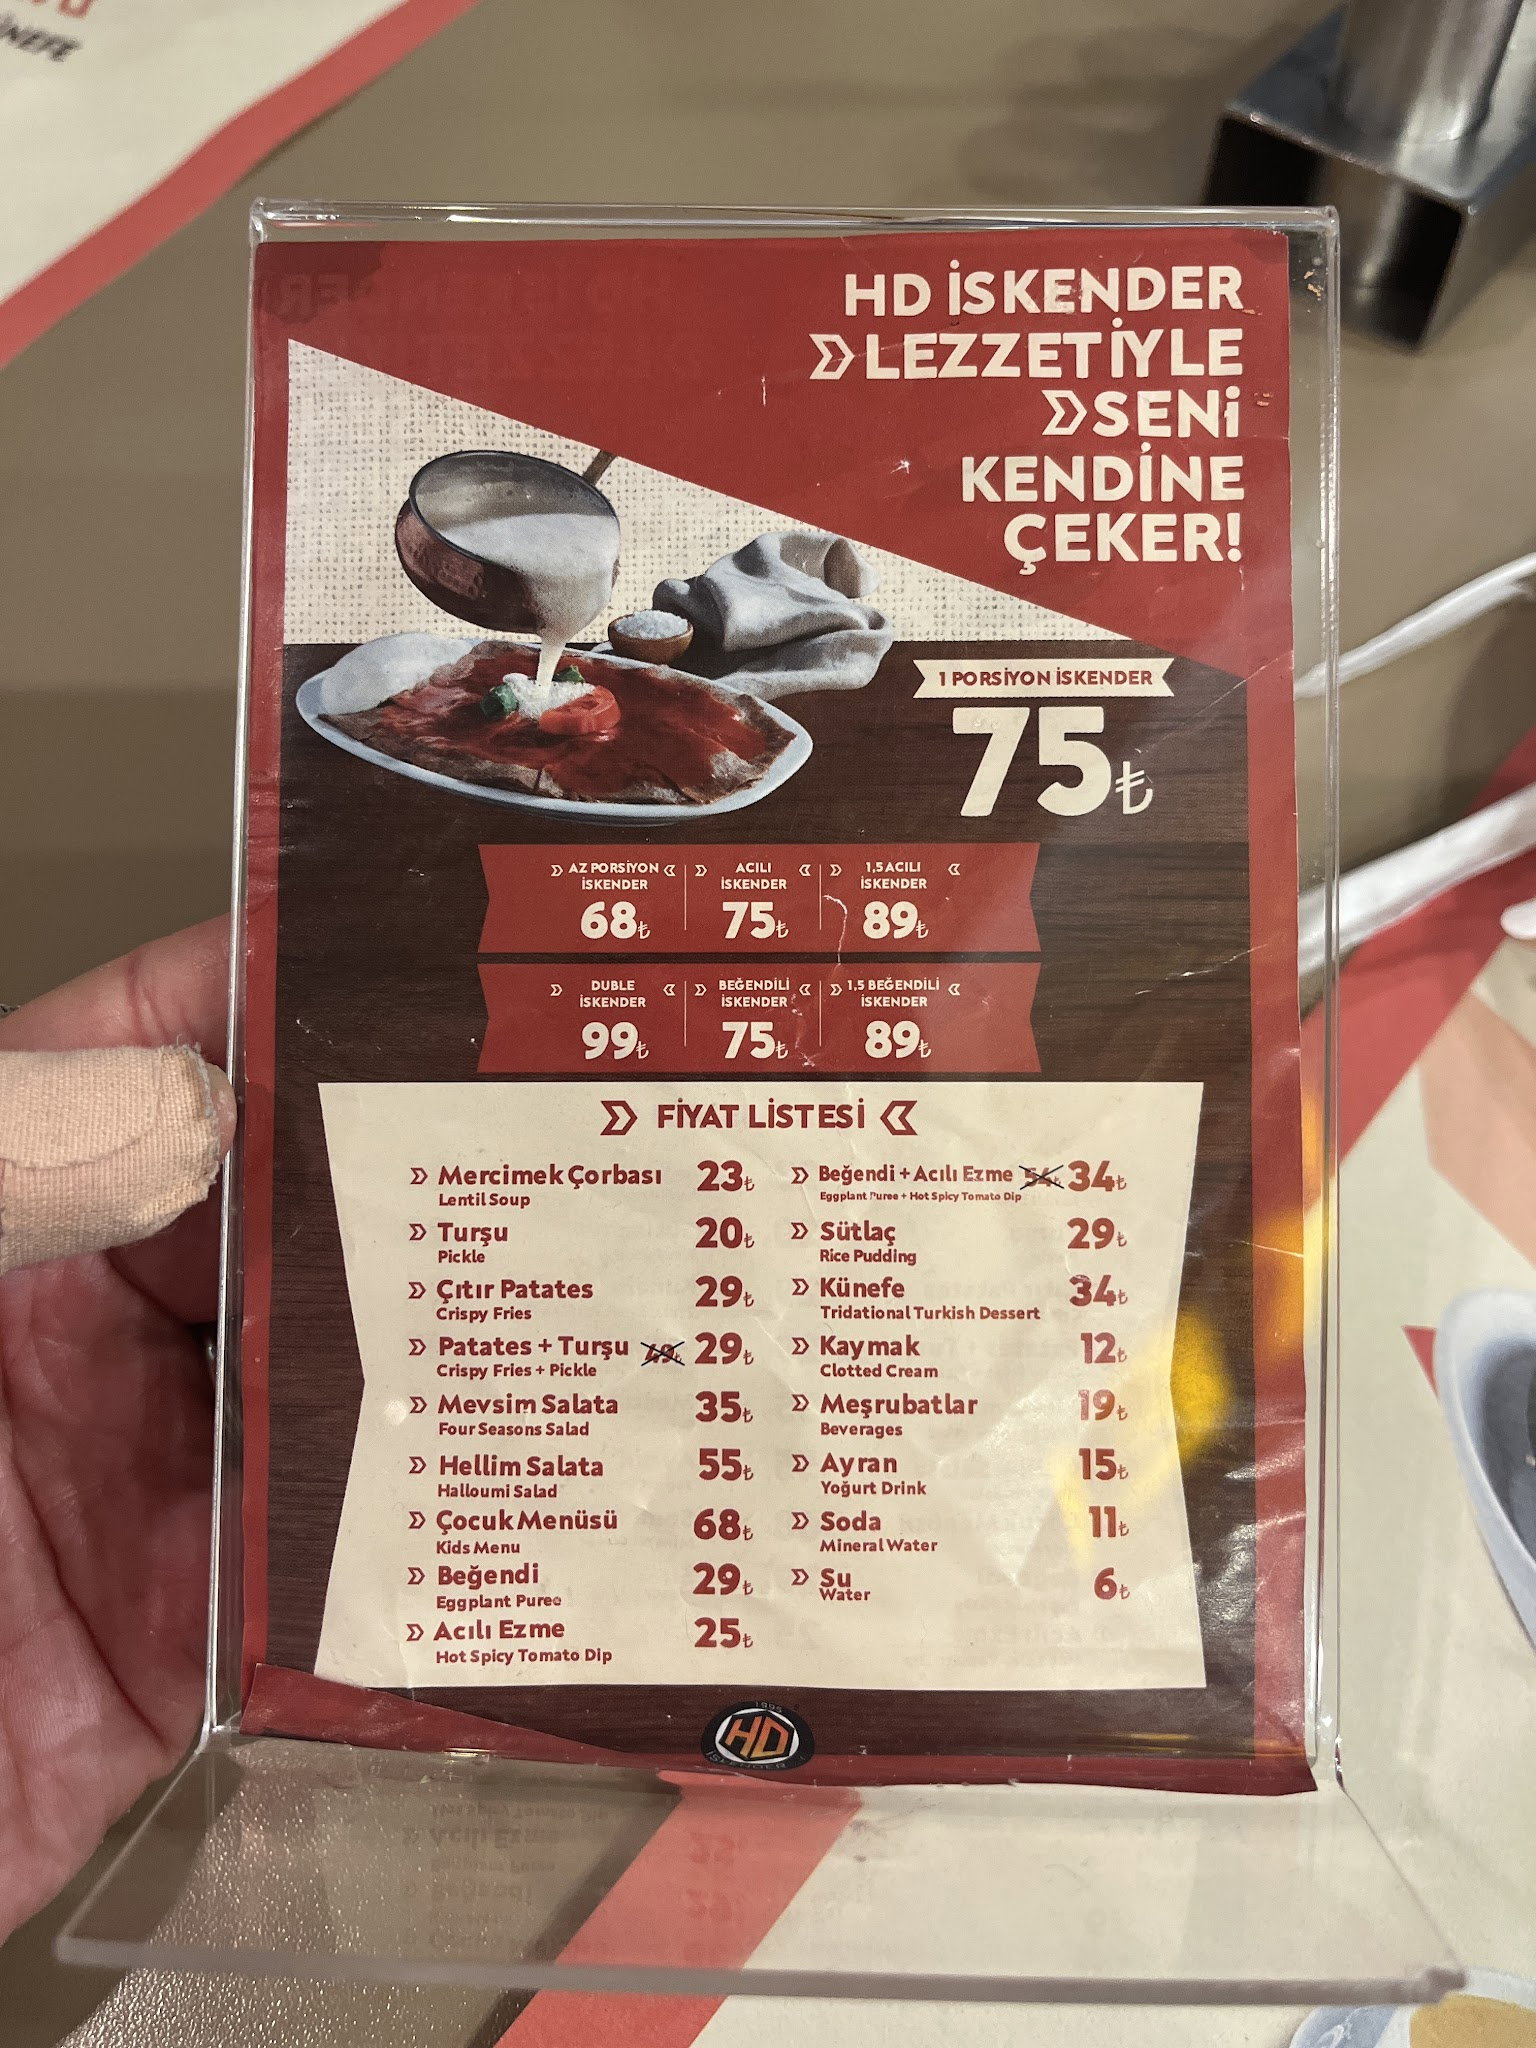 İNEFE
HD İSKENDER
LEZZETİYLE
SENİ
KENDİNE
ÇEKER!
1 PORSİYON İSKENDER
75₺
AZ PORSİYON
İSKENDER
68₺
ACILI
İSKENDER
75₺
1,5 ACILI
İSKENDER
89₺
DUBLE
İSKENDER
99₺
BEĞENDİLİ
İSKENDER
75₺
1,5 BEĞENDİLİ
İSKENDER
89₺
FİYAT LİSTESİ
Mercimek Çorbası 23₺
Lentil Soup
Turşu 20₺
Pickle
Çıtır Patates 29₺
Crispy Fries
Patates + Turşu 49₺ 29₺
Crispy Fries + Pickle
Mevsim Salata 35₺
Four Seasons Salad
Hellim Salata 55₺
Halloumi Salad
Çocuk Menüsü 68₺
Kids Menu
Beğendi 29₺
Eggplant Puree
Acılı Ezme 25₺
Hot Spicy Tomato Dip
Beğendi + Acılı Ezme 54₺ 34₺
Eggplant Puree + Hot Spicy Tomato Dip
Sütlaç 29₺
Rice Pudding
Künefe 34₺
Tridational Turkish Dessert
Kaymak 12₺
Clotted Cream
Meşrubatlar 19₺
Beverages
Ayran 15₺
Yoğurt Drink
Soda 11₺
Mineral Water
Su 6₺
Water
1995
HD
İSKENDER